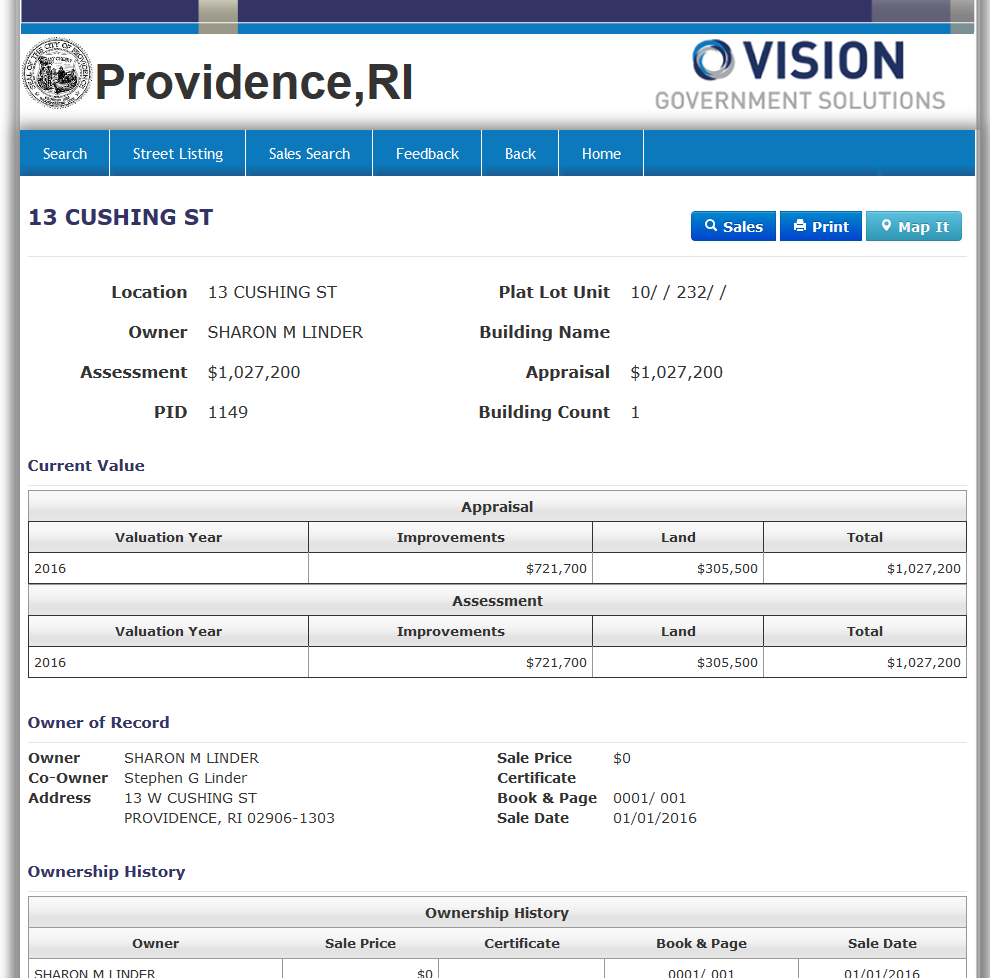 Providence,RI
VISION
GOVERNMENT SOLUTIONS
Search Street Listing Sales Search Feedback Back Home
13 CUSHING ST
Sales Print Map It
Location 13 CUSHING ST Plat Lot Unit 10/ / 232/ /
Owner SHARON M LINDER Building Name
Assessment $1,027,200 Appraisal $1,027,200
PID 1149 Building Count 1
Current Value
Appraisal
Valuation Year Improvements Land Total
2016 $721,700 $305,500 $1,027,200
Assessment
Valuation Year Improvements Land Total
2016 $721,700 $305,500 $1,027,200
Owner of Record
Owner SHARON M LINDER Sale Price $0
Co-Owner Stephen G Linder Certificate
Address 13 W CUSHING ST Book & Page 0001/ 001
PROVIDENCE, RI 02906-1303 Sale Date 01/01/2016
Ownership History
Ownership History
Owner Sale Price Certificate Book & Page Sale Date
SHARON M LINDER $0 0001/ 001 01/01/2016